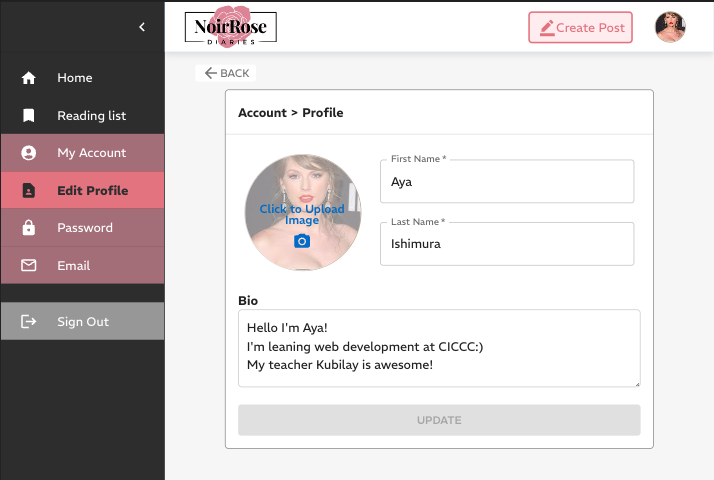 NoirRose
DIARIES
Create Post
Home
Reading list
My Account
Edit Profile
Password
Email
Sign Out
BACK
Account > Profile
Click to Upload
Image
First Name *
Aya
Last Name *
Ishimura
Bio
Hello I'm Aya!
I'm leaning web development at CICCC:)
My teacher Kubilay is awesome!
UPDATE